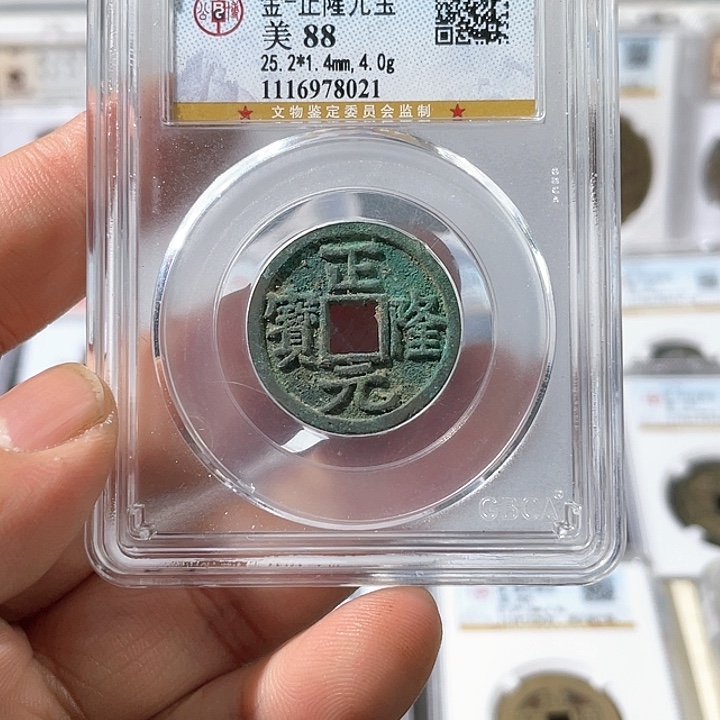 金-正隆元宝
美 88
25.2*1.4mm,4.0g
1116978021
★ 文物鉴定委员会监制 ★
正
隆
元
寶
GBCA